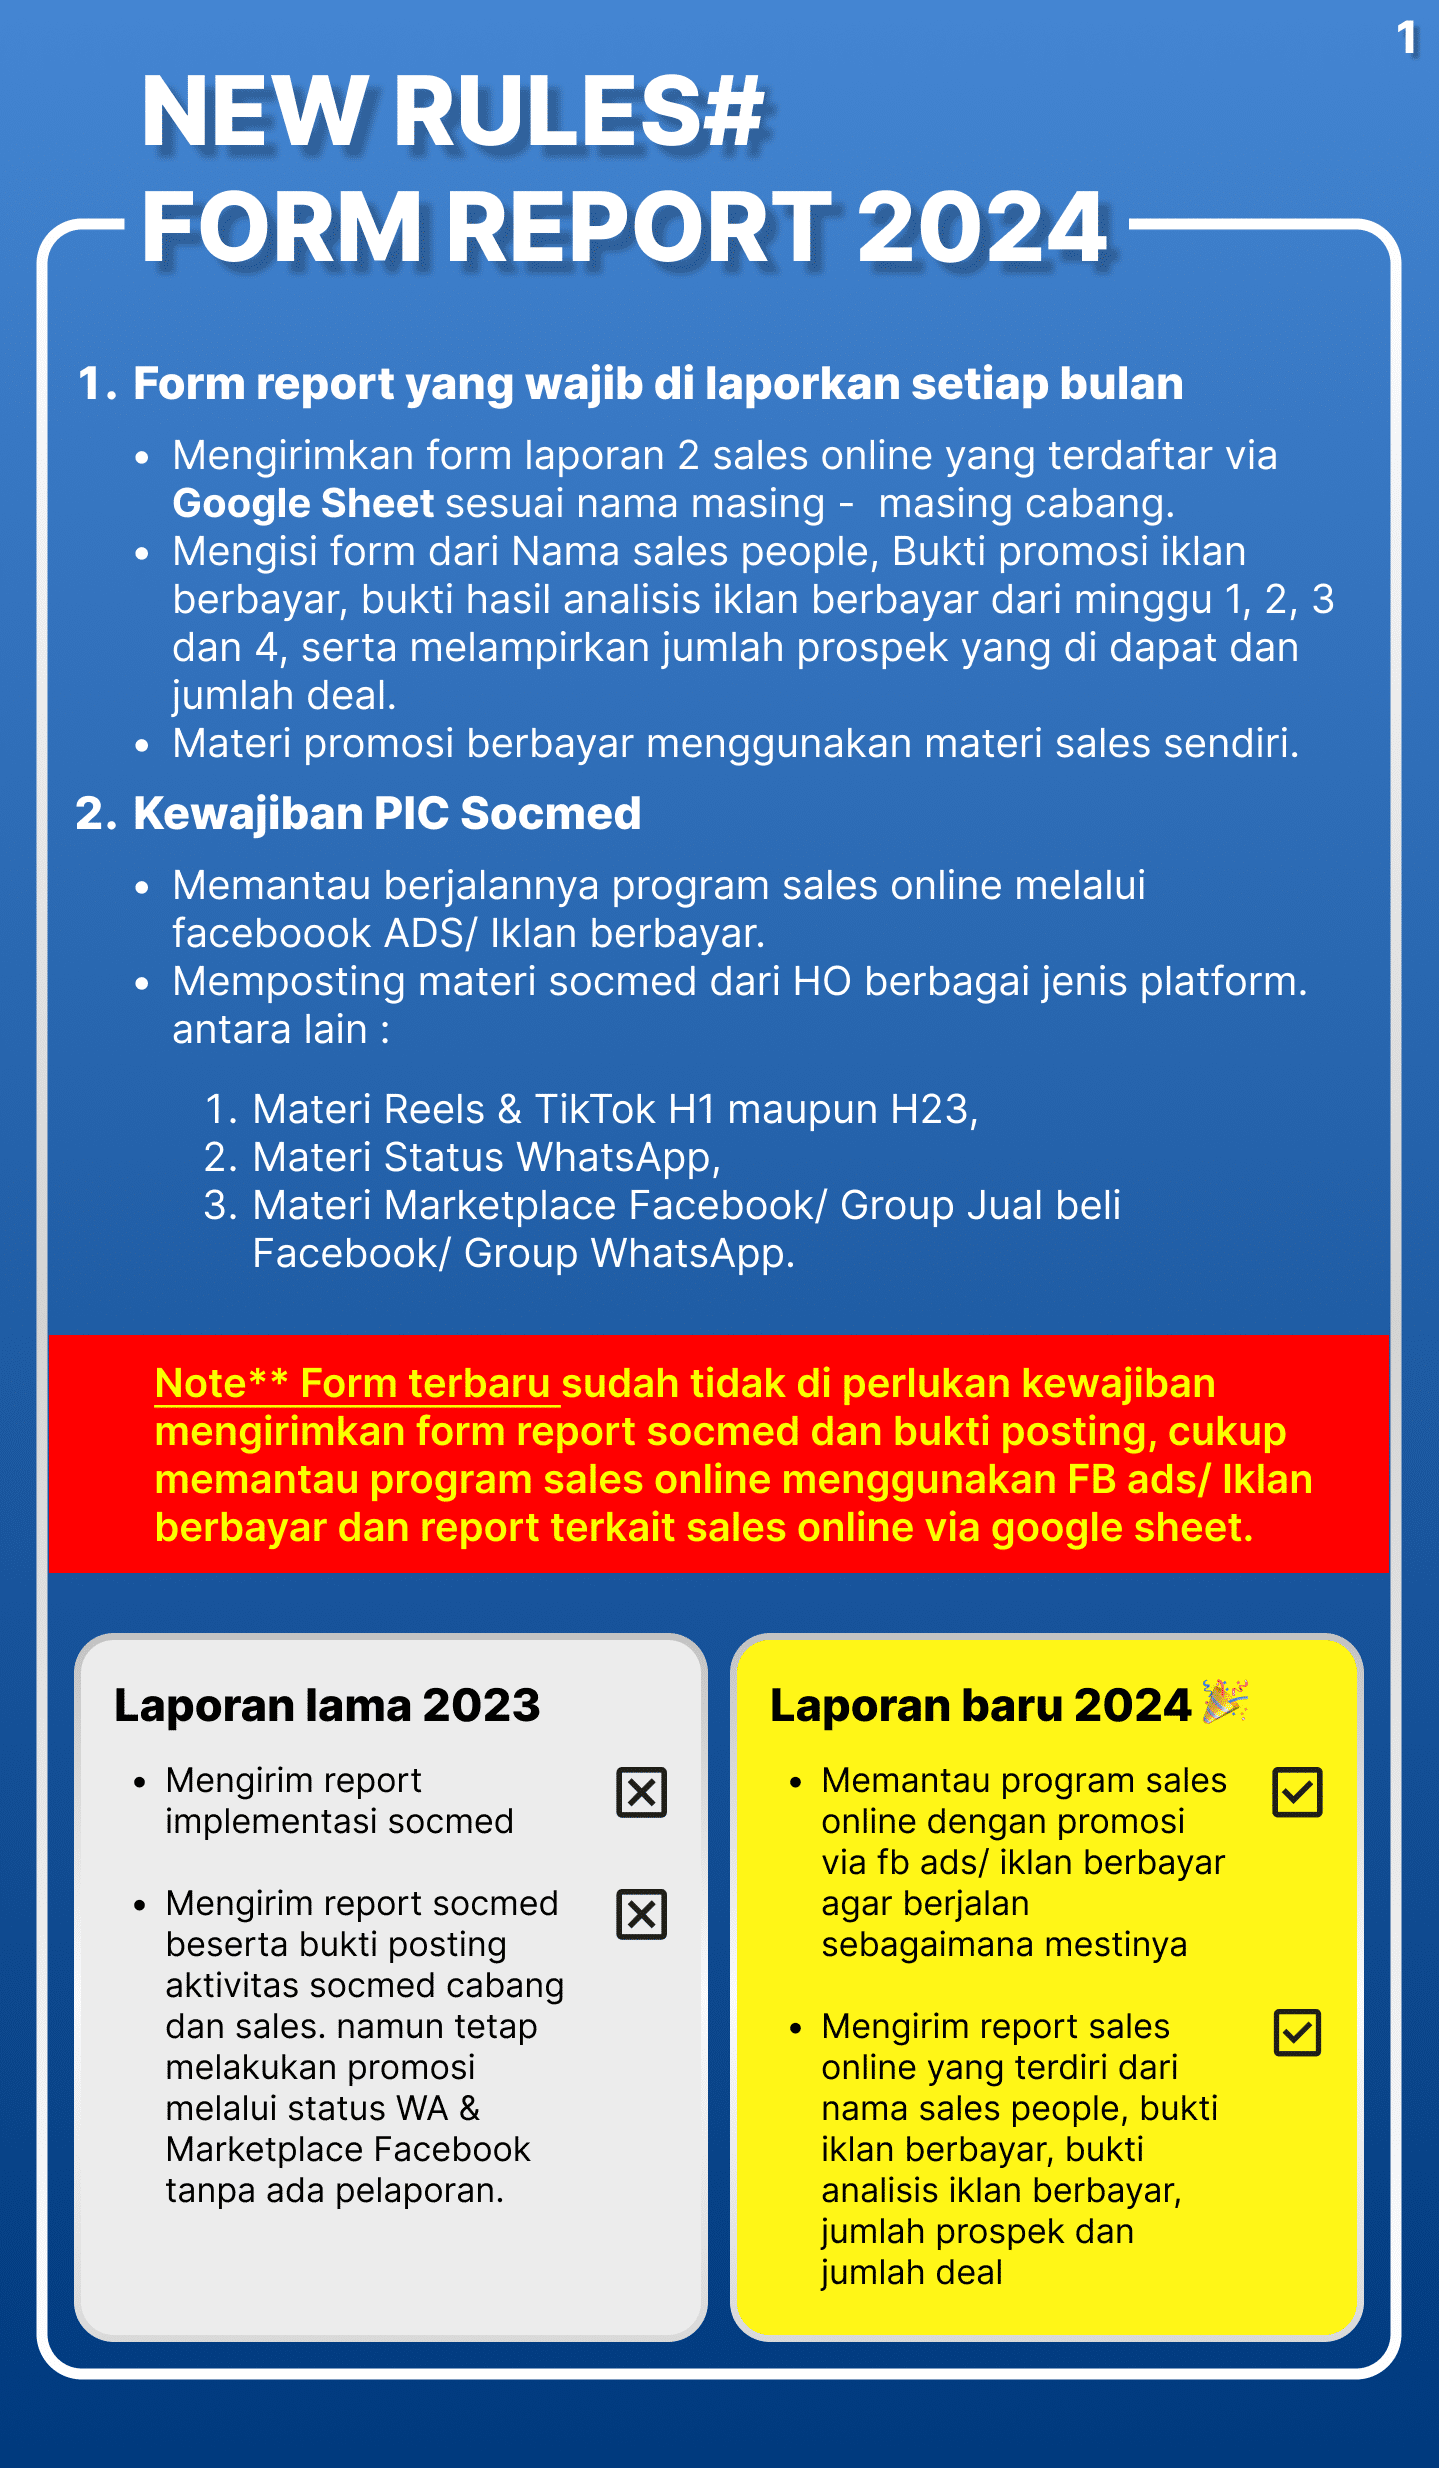 1
NEW RULES#
FORM REPORT 2024
1. Form report yang wajib di laporkan setiap bulan
• Mengirimkan form laporan 2 sales online yang terdaftar via
Google Sheet sesuai nama masing -  masing cabang.
• Mengisi form dari Nama sales people, Bukti promosi iklan
berbayar, bukti hasil analisis iklan berbayar dari minggu 1, 2, 3
dan 4, serta melampirkan jumlah prospek yang di dapat dan
jumlah deal.
• Materi promosi berbayar menggunakan materi sales sendiri.
2. Kewajiban PIC Socmed
• Memantau berjalannya program sales online melalui
faceboook ADS/ Iklan berbayar.
• Memposting materi socmed dari HO berbagai jenis platform.
antara lain :
1. Materi Reels & TikTok H1 maupun H23,
2. Materi Status WhatsApp,
3. Materi Marketplace Facebook/ Group Jual beli
Facebook/ Group WhatsApp.
Note** Form terbaru sudah tidak di perlukan kewajiban
mengirimkan form report socmed dan bukti posting, cukup
memantau program sales online menggunakan FB ads/ Iklan
berbayar dan report terkait sales online via google sheet.
Laporan lama 2023
• Mengirim report
implementasi socmed
• Mengirim report socmed
beserta bukti posting
aktivitas socmed cabang
dan sales. namun tetap
melakukan promosi
melalui status WA &
Marketplace Facebook
tanpa ada pelaporan.
Laporan baru 2024 🎉
• Memantau program sales
online dengan promosi
via fb ads/ iklan berbayar
agar berjalan
sebagaimana mestinya
• Mengirim report sales
online yang terdiri dari
nama sales people, bukti
iklan berbayar, bukti
analisis iklan berbayar,
jumlah prospek dan
jumlah deal